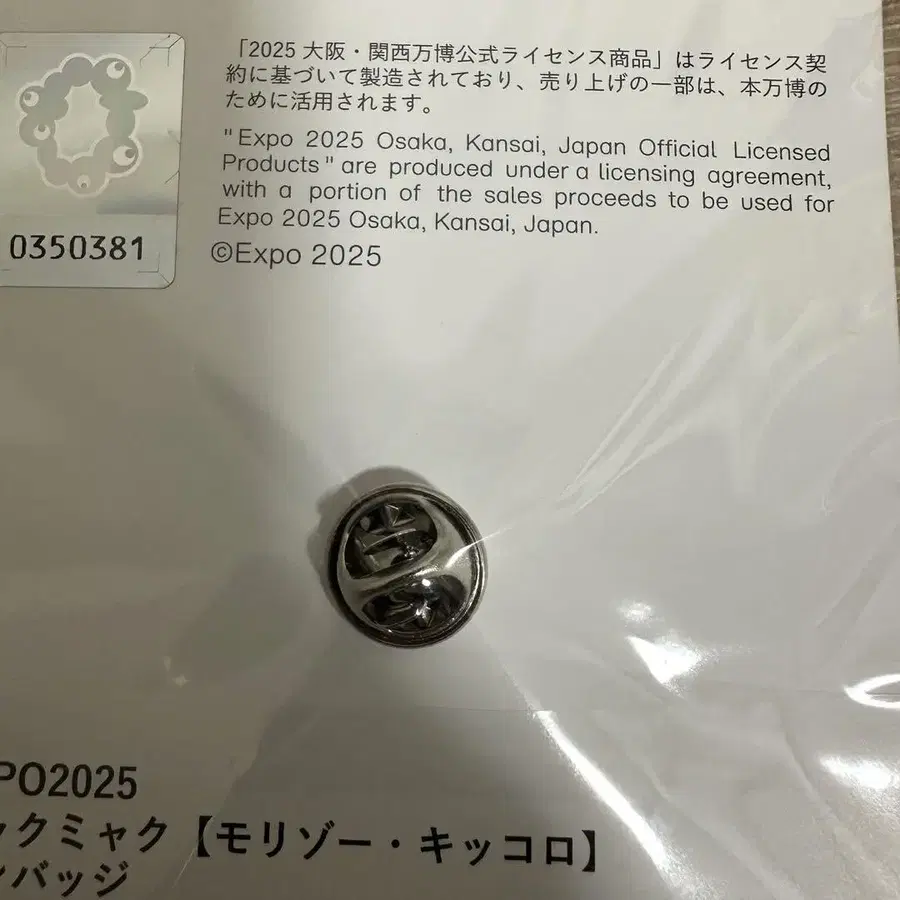 「2025 大阪・関西万博公式ライセンス商品」はライセンス契
約に基づいて製造されており、売り上げの一部は、本万博の
ために活用されます。
"Expo 2025 Osaka, Kansai, Japan Official Licensed
Products" are produced under a licensing agreement,
with a portion of the sales proceeds to be used for
Expo 2025 Osaka, Kansai, Japan.
©Expo 2025
0350381
PO2025
ックミャク【モリゾー・キッコロ】
ンバッジ